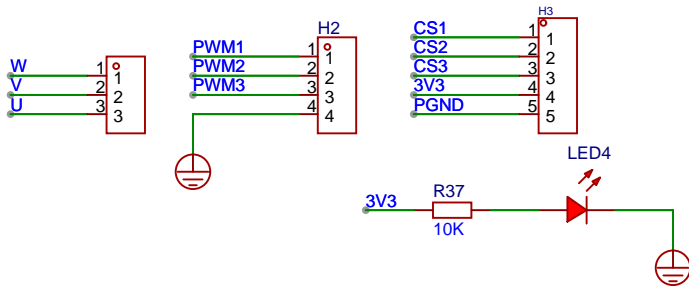 W 1 1
V 2 2
U 3 3
H2
PWM1 1 1
PWM2 2 2
PWM3 3 3
4 4
H3
CS1 1 1
CS2 2 2
CS3 3 3
3V3 4 4
PGND 5 5
LED4
3V3
R37
10K